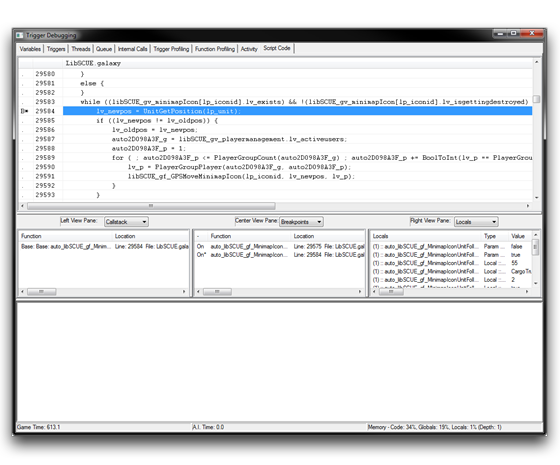 Trigger Debugging
Variables Triggers Threads Queue Internal Calls Trigger Profiling Function Profiling Activity Script Code
LibSCUE.galaxy
29580 }
29581 else {
29582 }
29583 while ((libSCUE_gv_minimapIcon[lp_iconid].lv_exists) && !(libSCUE_gv_minimapIcon[lp_iconid].lv_isgettingdestroyed)
29584 lv_newpos = UnitGetPosition(lp_unit);
29585 if ((lv_newpos != lv_oldpos)) {
29586 lv_oldpos = lv_newpos;
29587 auto2D098A3F_g = libSCUE_gv_playermanagement.lv_activeusers;
29588 auto2D098A3F_p = 1;
29589 for ( ; auto2D098A3F_p <= PlayerGroupCount(auto2D098A3F_g) ; auto2D098A3F_p += BoolToInt(lv_p == PlayerGrou
29590 lv_p = PlayerGroupPlayer(auto2D098A3F_g, auto2D098A3F_p);
29591 libSCUE_gf_GPSMoveMinimapIcon(lp_iconid, lv_newpos, lv_p);
29592 }
29593 }
Left View Pane: Callstack Center View Pane: Breakpoints Right View Pane: Locals
Function Location
Base: Base: auto_libSCUE_gf_Minim... Line: 29584 File: LibSCUE.gala
- Function Location
On auto_libSCUE_gf_MinimapIconU... Line: 29575 File: LibSCUE.gal
On* auto_libSCUE_gf_MinimapIconU... Line: 29584 File: LibSCUE.gal
Locals Type Value
(1) :: auto_libSCUE_gf_MinimapIconUnitFoll... Param ... false
(1) :: auto_libSCUE_gf_MinimapIconUnitFoll... Param ... true
(1) :: auto_libSCUE_gf_MinimapIconUnitFoll... Local ::... 55
(1) :: auto_libSCUE_gf_MinimapIconUnitFoll... Local ::... CargoTr
(1) :: auto_libSCUE_gf_MinimapIconUnitFoll... Local ::... 2
(1) :: auto_libSCUE_gf_MinimapIconUnitFoll... Local ::... true
Game Time: 613.1 A.I. Time: 0.0 Memory - Code: 34%, Globals: 19%, Locals: 1% (Depth: 1)